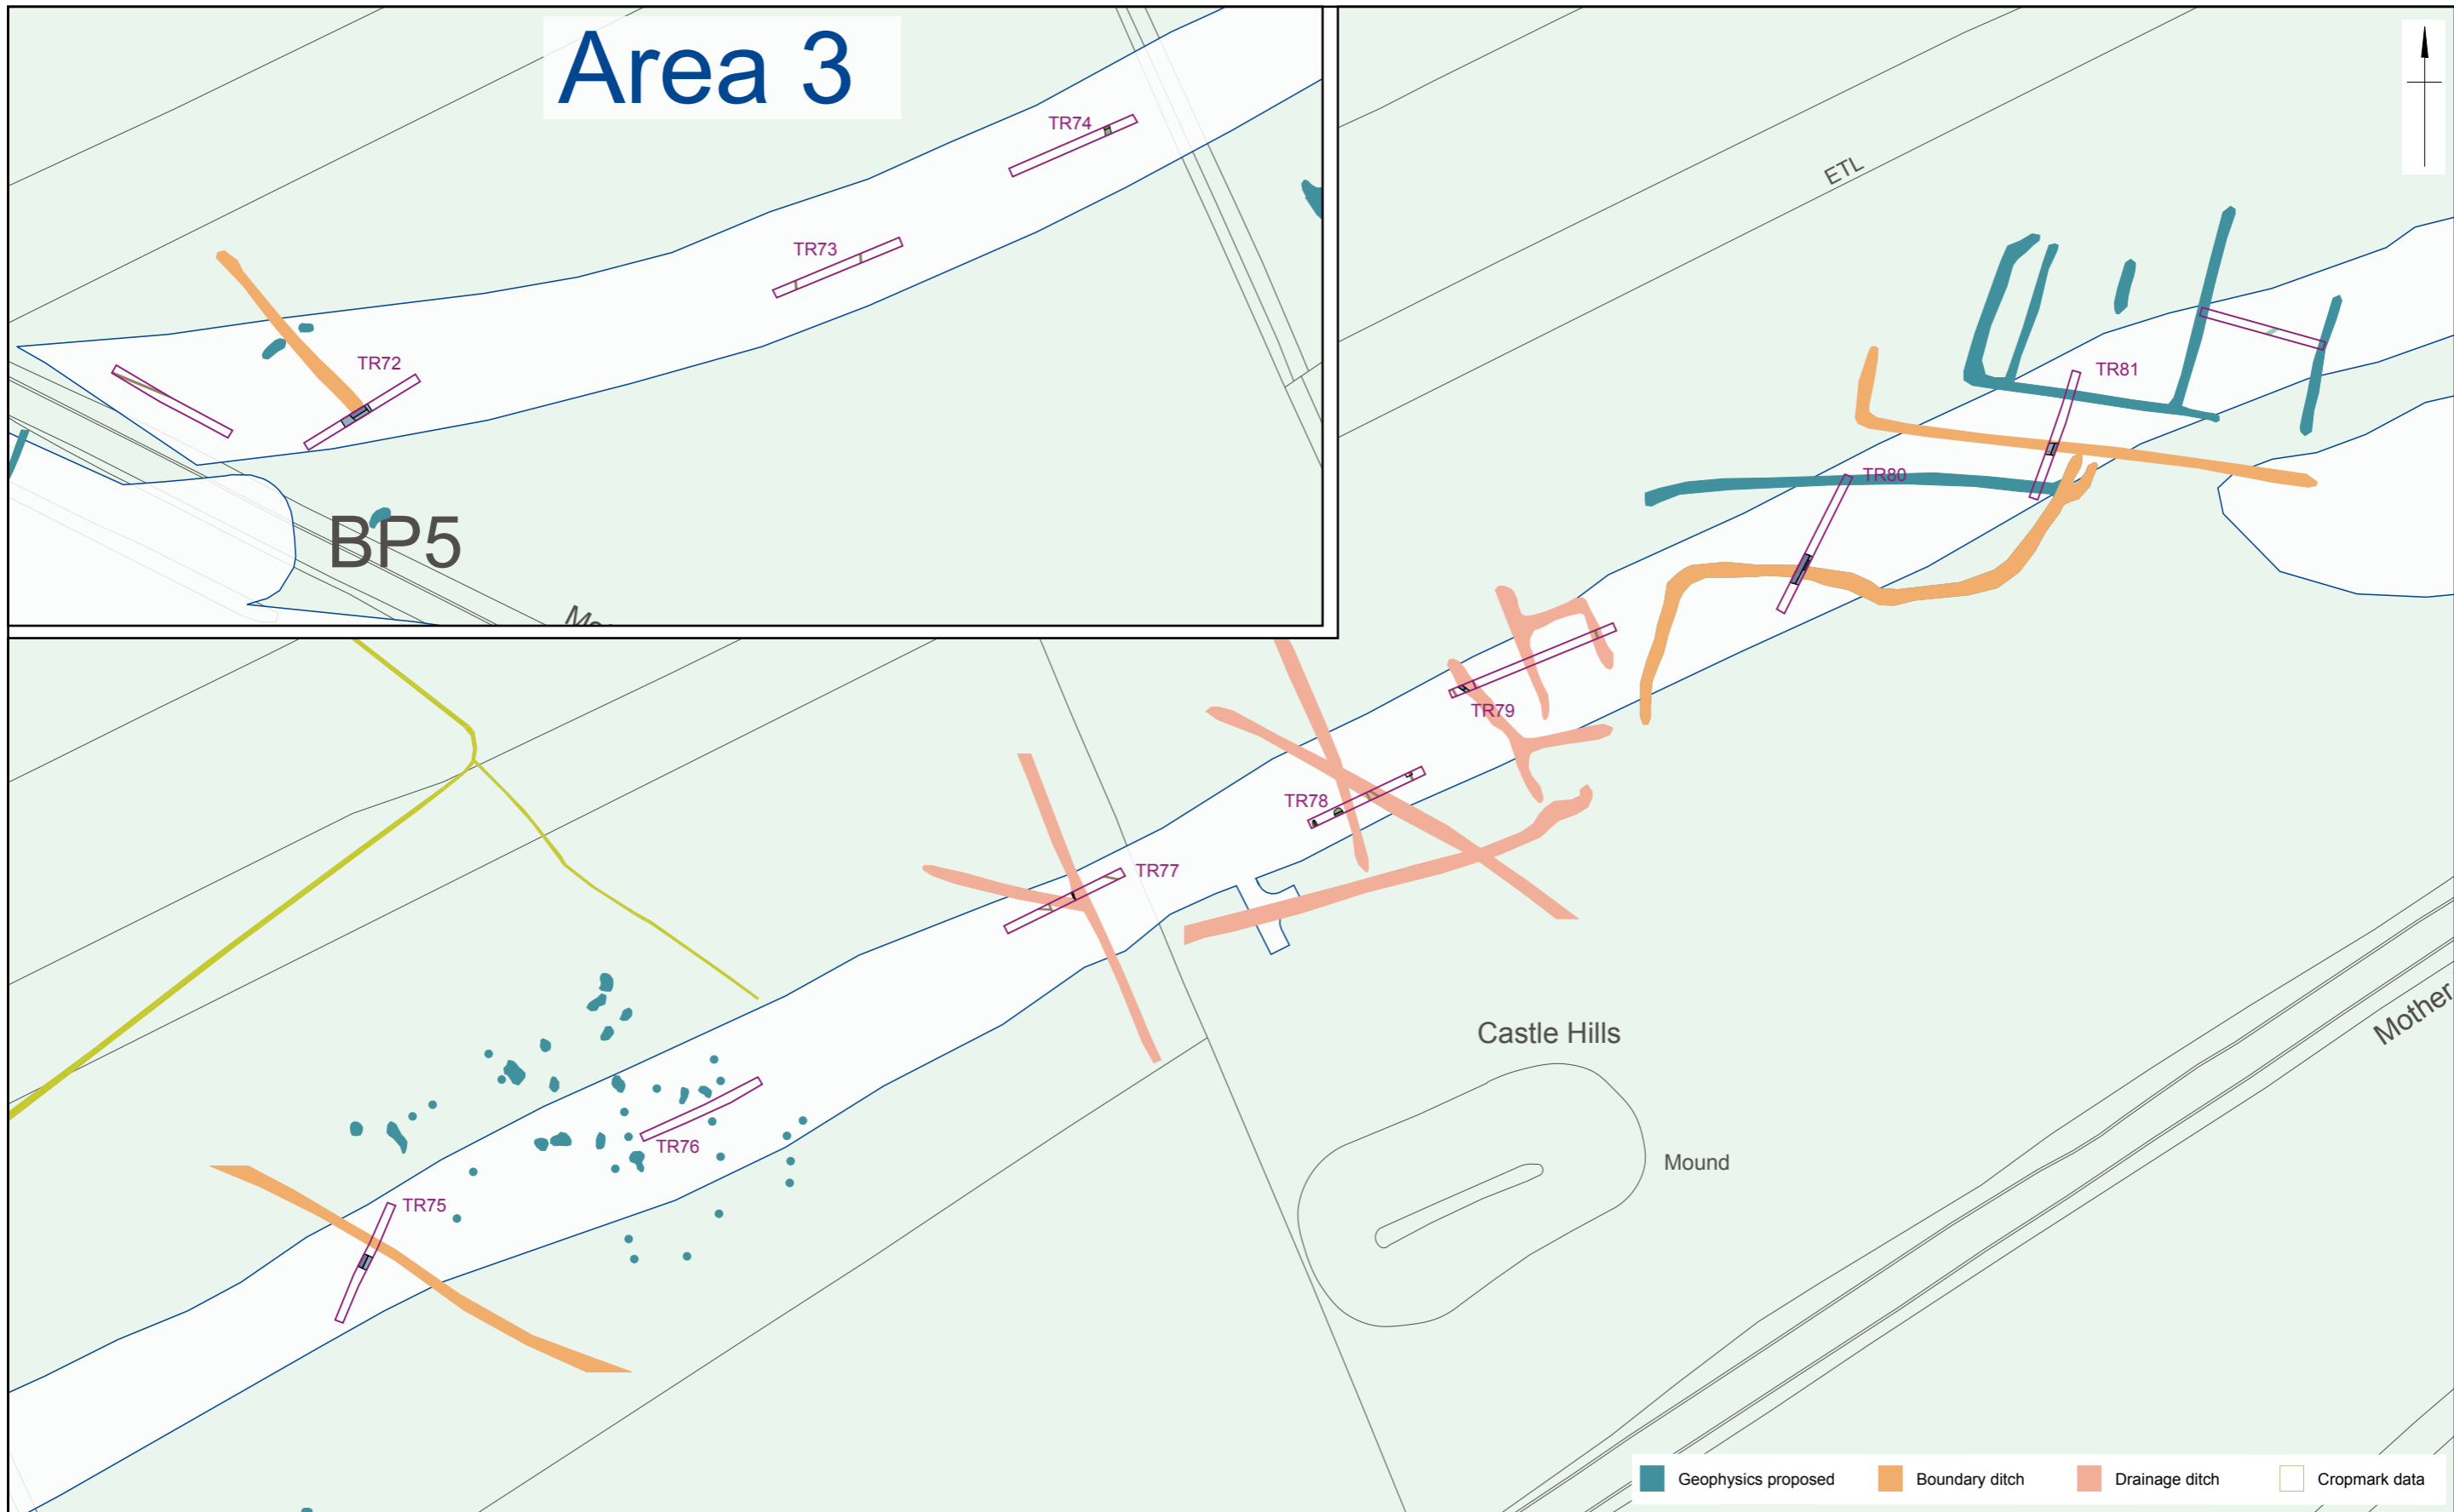 Area 3
TR74
TR73
TR72
BP5
ETL
TR81
TR80
TR79
TR78
TR77
TR76
TR75
Castle Hills
Mound
Mother
Geophysics proposed
Boundary ditch
Drainage ditch
Cropmark data